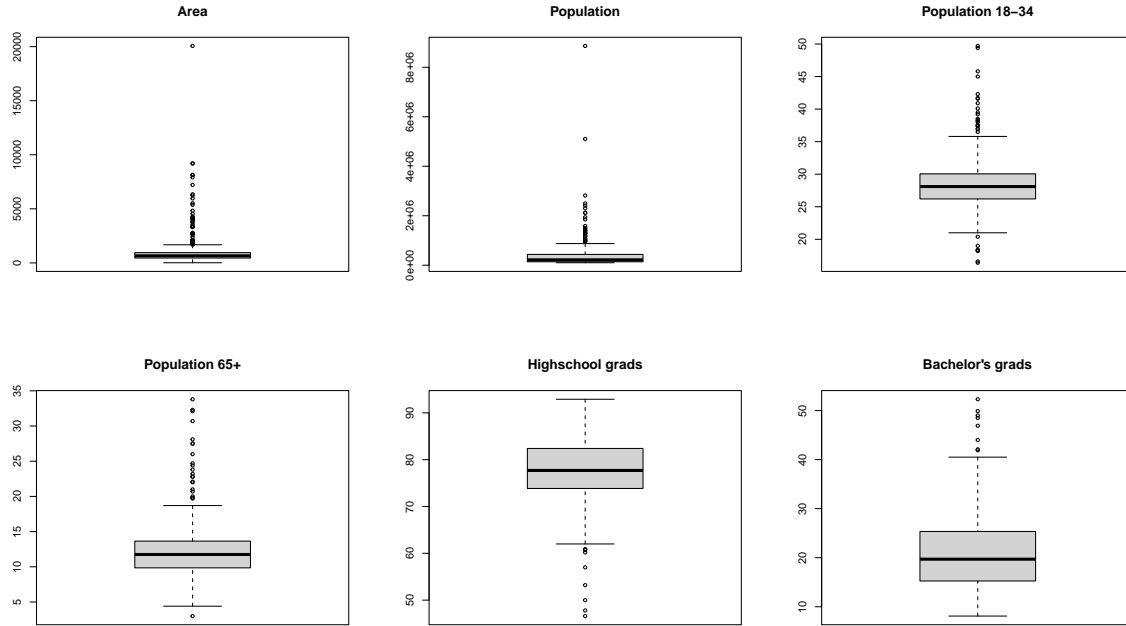 Area
20000
15000
10000
5000
0
Population
8e+06
6e+06
4e+06
2e+06
0e+00
Population 18−34
50
45
40
35
30
25
20
Population 65+
35
30
25
20
15
10
5
Highschool grads
90
80
70
60
50
Bachelor's grads
50
40
30
20
10